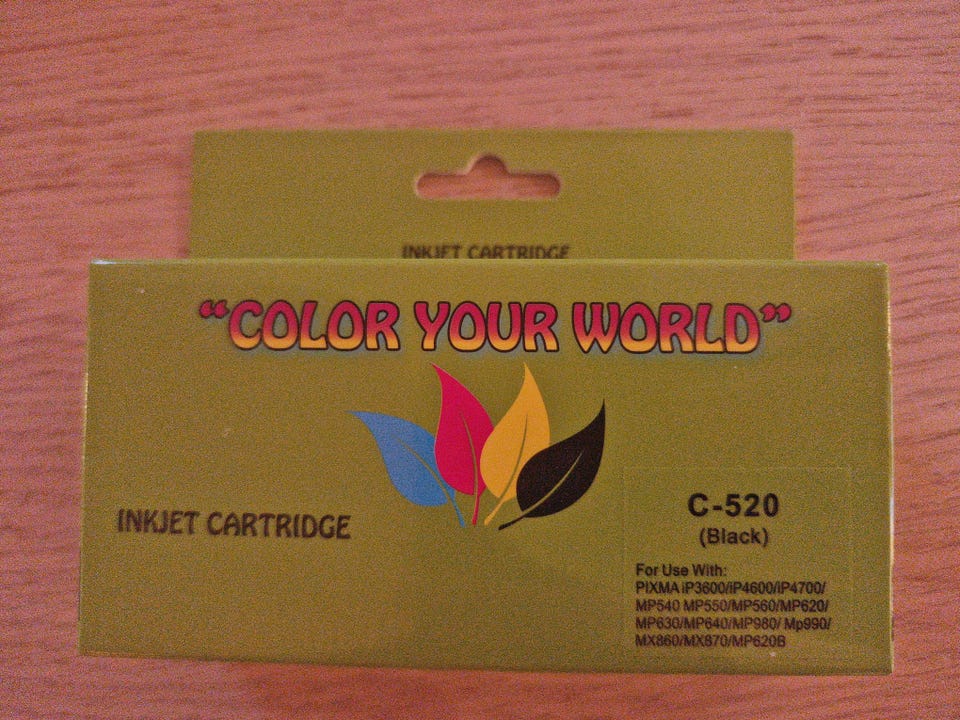 INKJET CARTRIDGE
“COLOR YOUR WORLD”
INKJET CARTRIDGE
C-520
(Black)
For Use With:
PIXMA iP3600/iP4600/iP4700/
MP540 MP550/MP560/MP620/
MP630/MP640/MP980/ Mp990/
MX860/MX870/MP620B